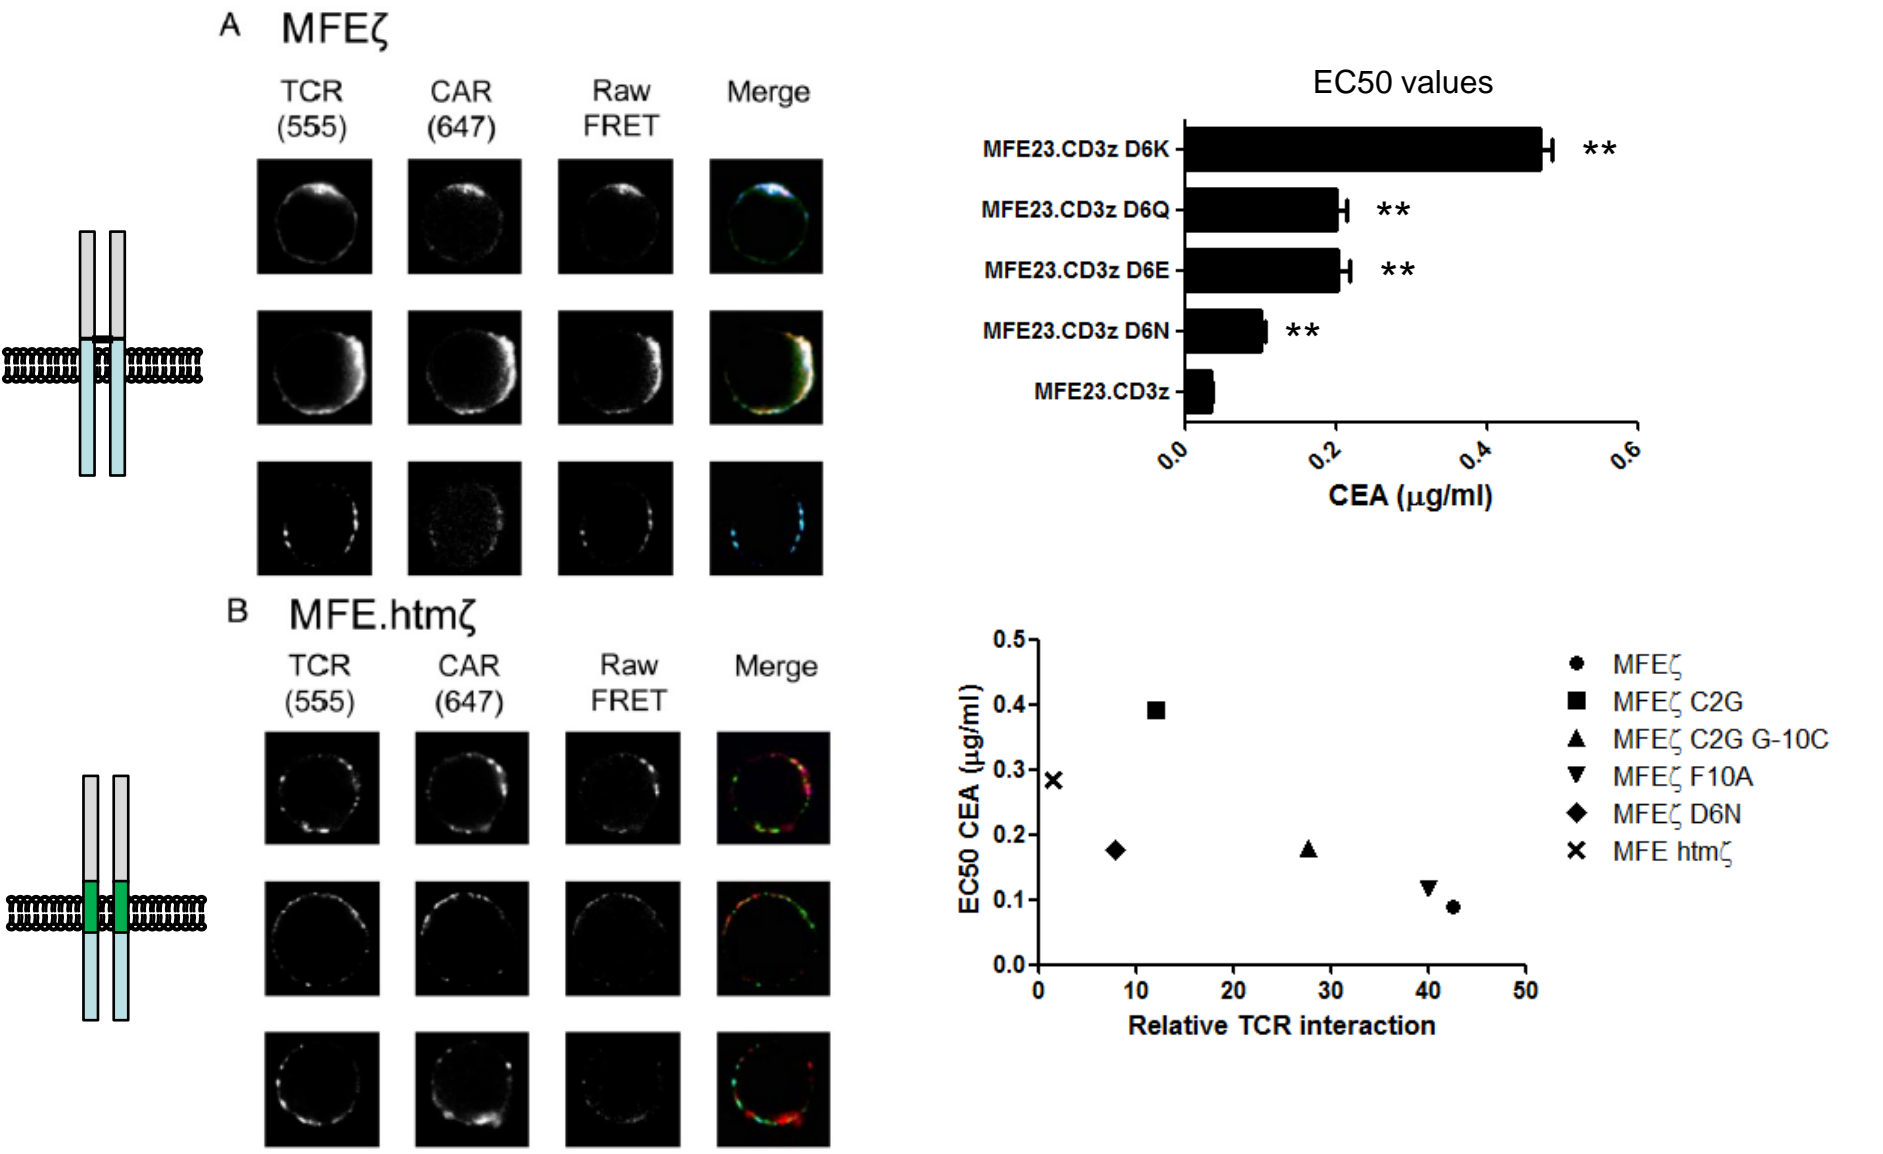 A MFEζ
TCR CAR Raw Merge
(555) (647) FRET
B MFE.htmζ
TCR CAR Raw Merge
(555) (647) FRET
EC50 values
MFE23.CD3z D6K **
MFE23.CD3z D6Q **
MFE23.CD3z D6E **
MFE23.CD3z D6N **
MFE23.CD3z
0.0 0.2 0.4 0.6
CEA (μg/ml)
EC50 CEA (μg/ml)
0.5
0.4
0.3
0.2
0.1
0.0
0 10 20 30 40 50
Relative TCR interaction
MFEζ
MFEζ C2G
MFEζ C2G G-10C
MFEζ F10A
MFEζ D6N
MFE htmζ